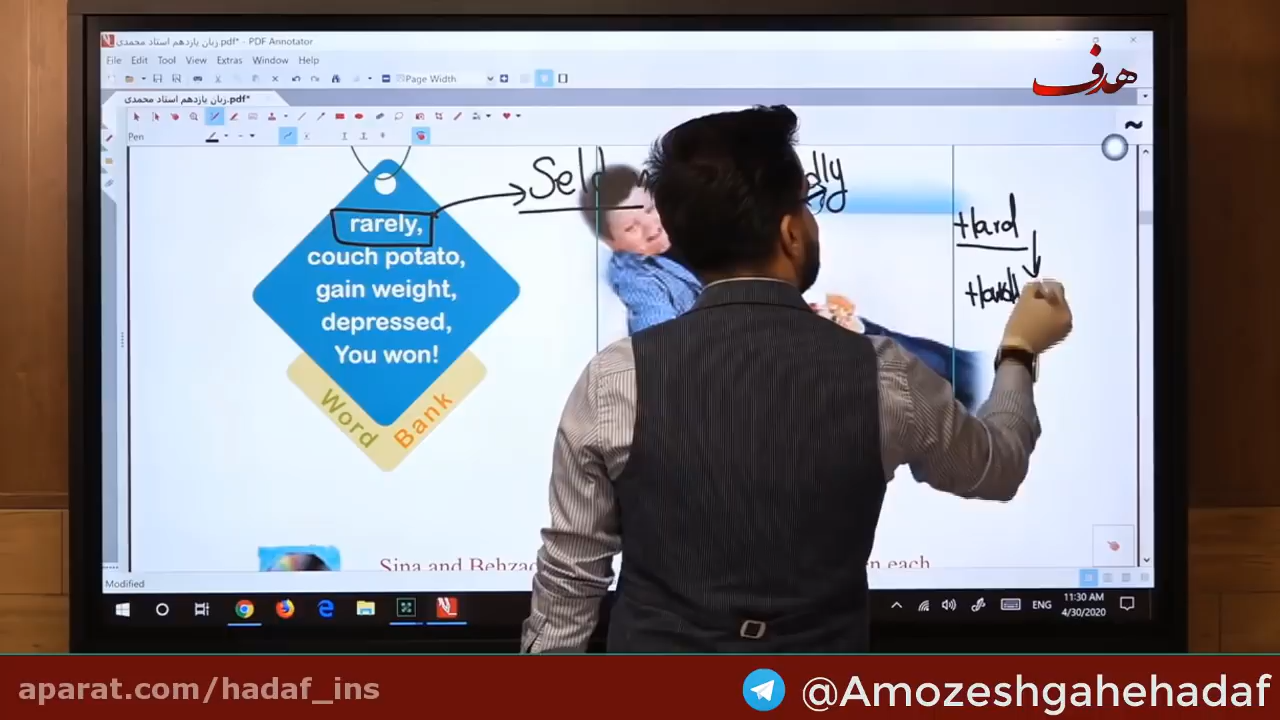 زبان یازدهم استاد محمدی.pdf* - PDF Annotator
File Edit Tool View Extras Window Help
Page Width
زبان یازدهم استاد محمدی.pdf*
Pen
هدف
rarely,
couch potato,
gain weight,
depressed,
You won!
Word Bank
Seld
dly
Hard
Sina and Behzad
en each
Modified
ENG
11:30 AM
4/30/2020
aparat.com/hadaf_ins
@Amozeshgahehadaf